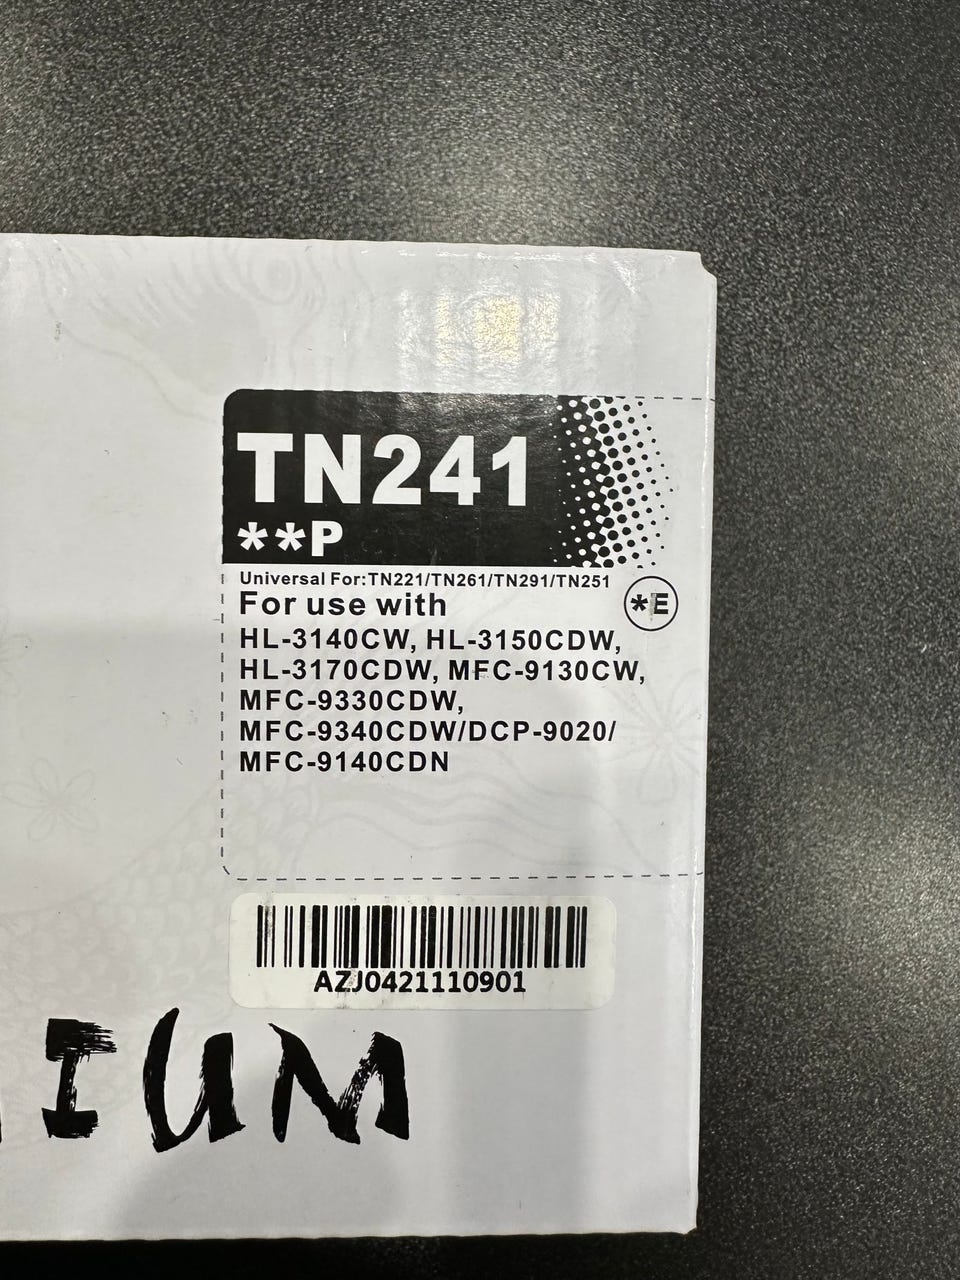 TN241
**P
Universal For:TN221/TN261/TN291/TN251
*E
For use with
HL-3140CW, HL-3150CDW,
HL-3170CDW, MFC-9130CW,
MFC-9330CDW,
MFC-9340CDW/DCP-9020/
MFC-9140CDN
AZJ0421110901
IUM